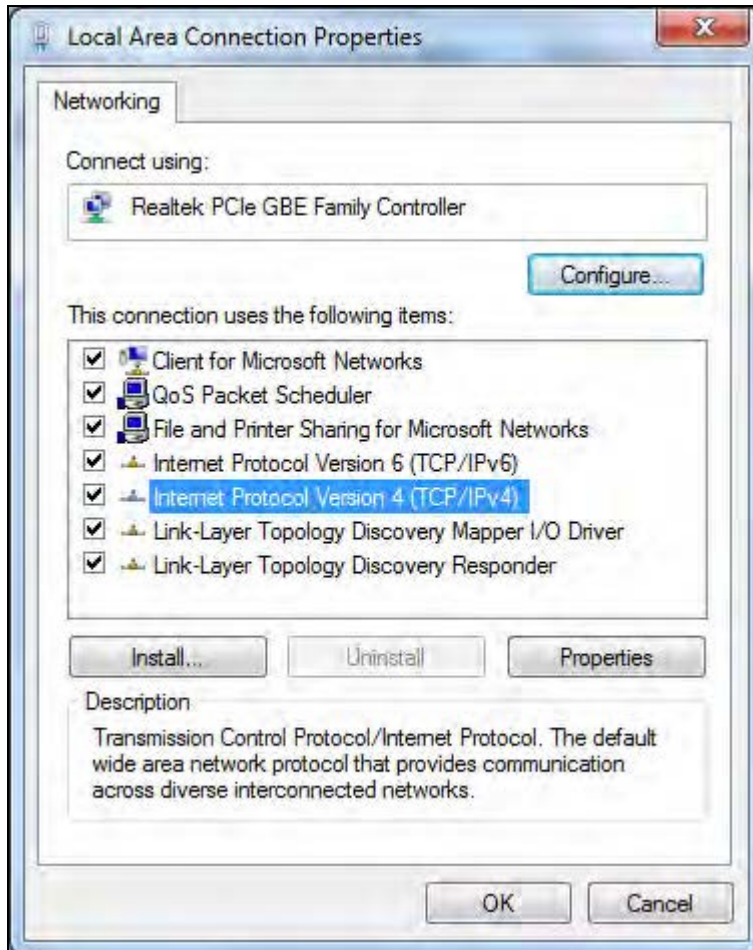 Local Area Connection Properties
Networking
Connect using:
Realtek PCIe GBE Family Controller
Configure...
This connection uses the following items:
Client for Microsoft Networks
QoS Packet Scheduler
File and Printer Sharing for Microsoft Networks
Internet Protocol Version 6 (TCP/IPv6)
Internet Protocol Version 4 (TCP/IPv4)
Link-Layer Topology Discovery Mapper I/O Driver
Link-Layer Topology Discovery Responder
Install...
Uninstall
Properties
Description
Transmission Control Protocol/Internet Protocol. The default
wide area network protocol that provides communication
across diverse interconnected networks.
OK
Cancel